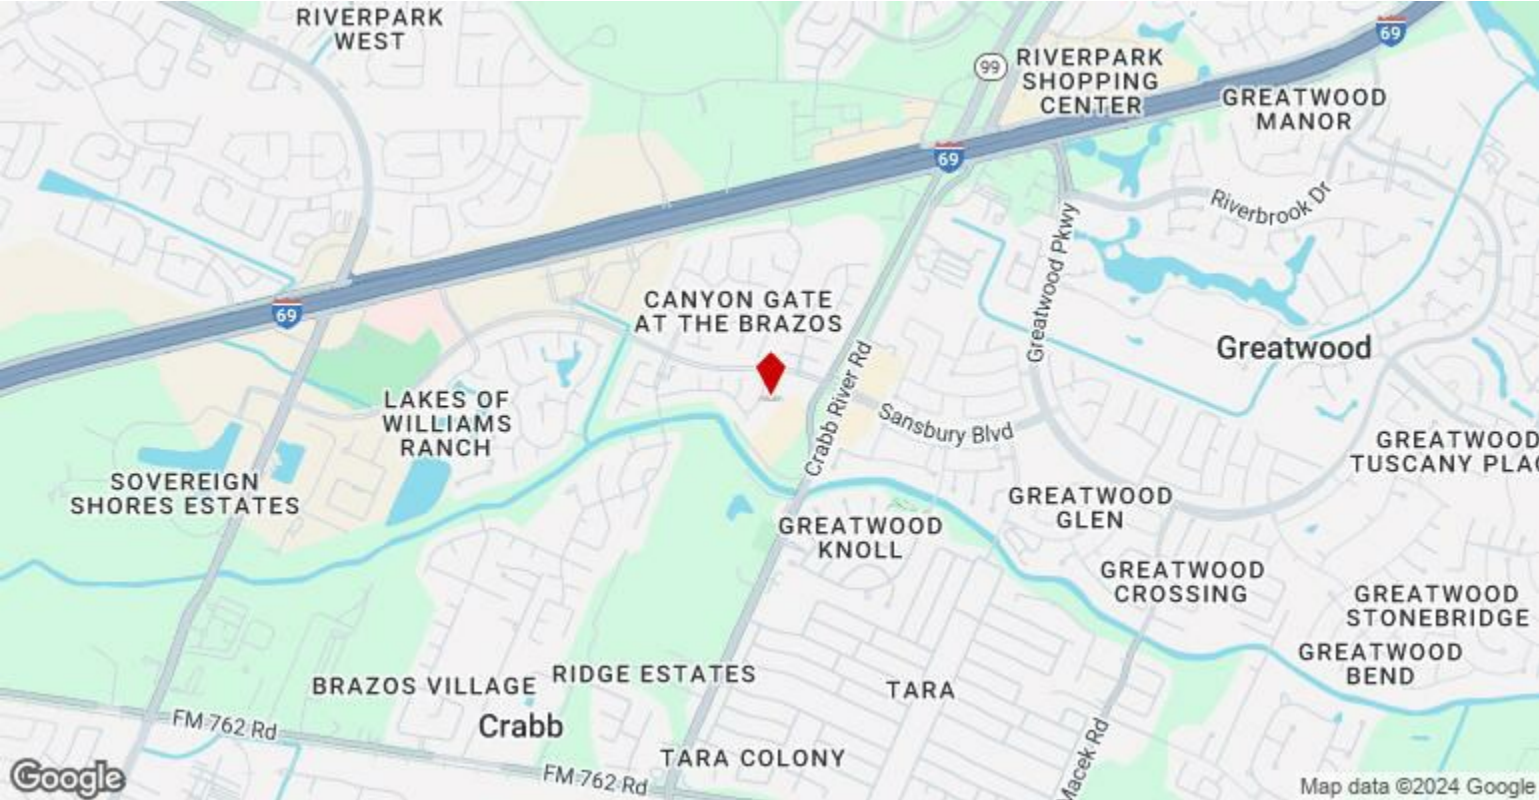 RIVERPARK
WEST
69
99
RIVERPARK
SHOPPING
CENTER
GREATWOOD
MANOR
69
Riverbrook Dr
Greatwood Pkwy
CANYON GATE
AT THE BRAZOS
69
Greatwood
Crabb River Rd
LAKES OF
WILLIAMS
RANCH
Sansbury Blvd
GREATWOOD
TUSCANY PLAC
SOVEREIGN
SHORES ESTATES
GREATWOOD
GLEN
GREATWOOD
KNOLL
GREATWOOD
CROSSING
GREATWOOD
STONEBRIDGE
GREATWOOD
BEND
RIDGE ESTATES
BRAZOS VILLAGE
TARA
Crabb
FM 762 Rd
TARA COLONY
Macek Rd
FM 762 Rd
Google
Map data ©2024 Google